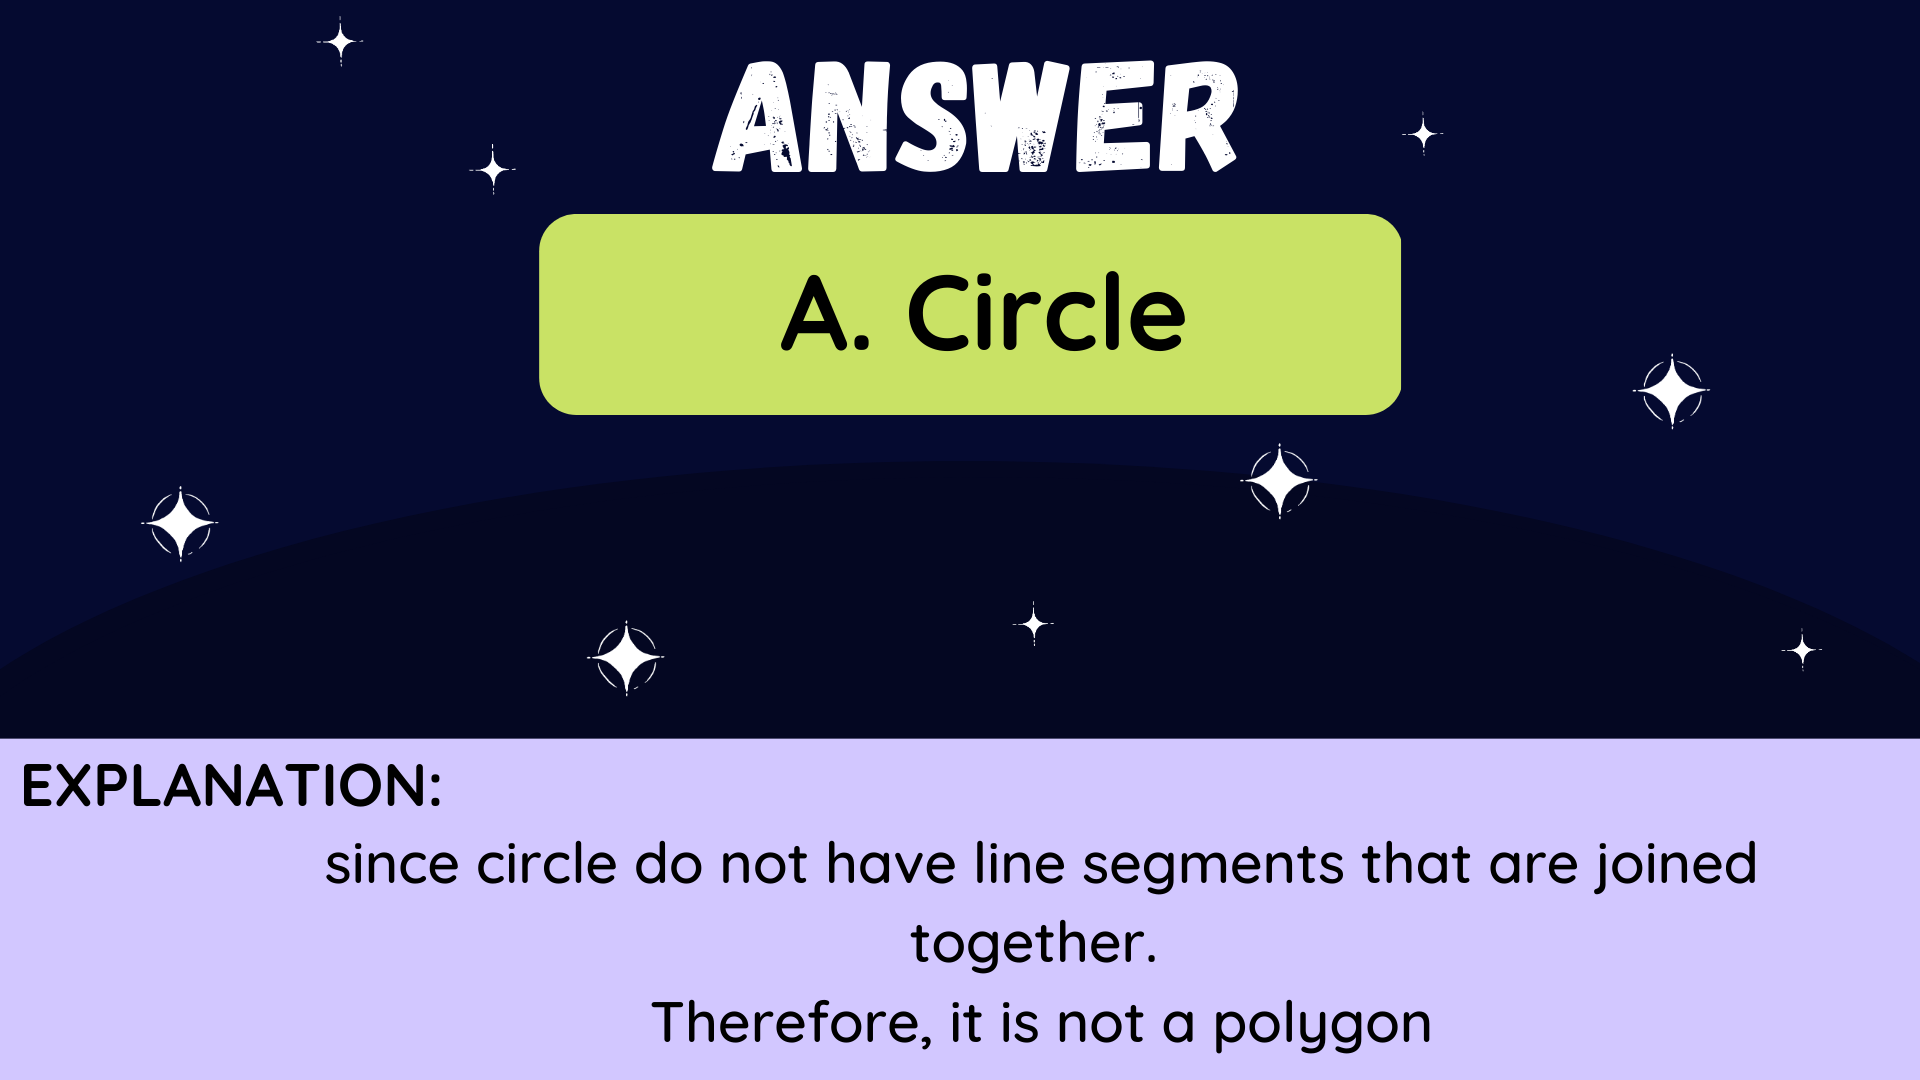 ANSWER
A. Circle
EXPLANATION:
since circle do not have line segments that are joined
together.
Therefore, it is not a polygon